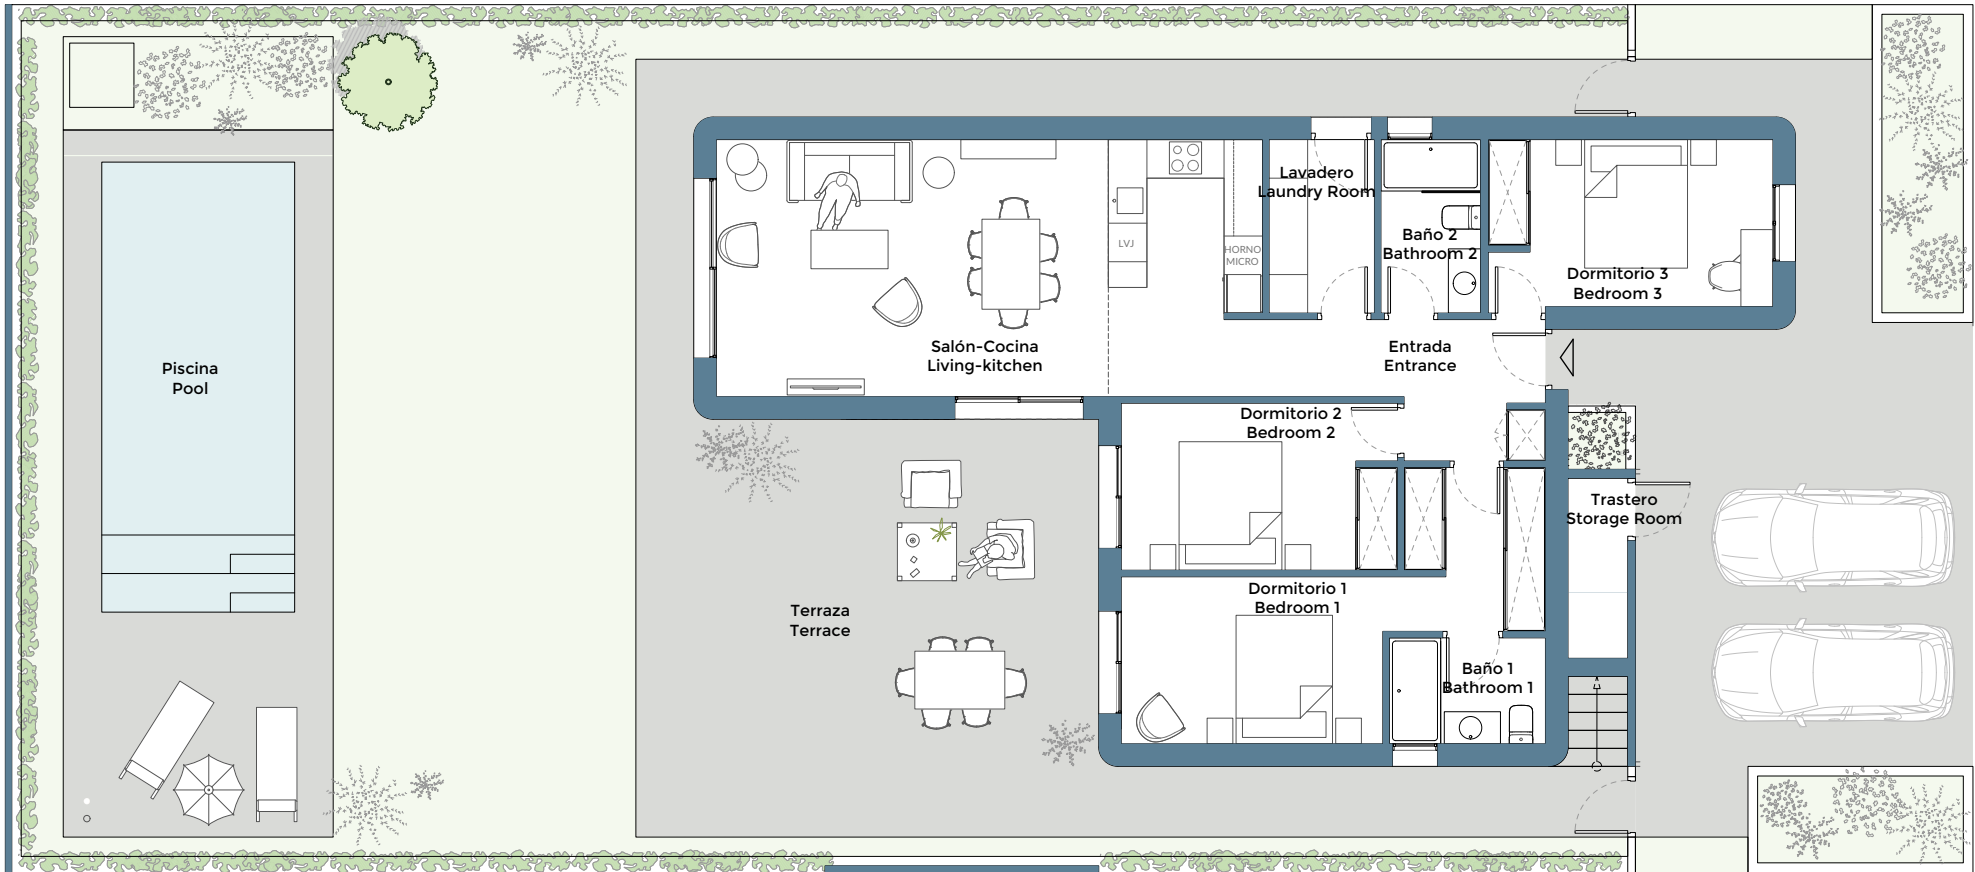 Lavadero
Laundry Room
LVJ
HORNO
MICRO
Baño 2
Bathroom 2
Dormitorio 3
Bedroom 3
Piscina
Pool
Salón-Cocina
Living-kitchen
Entrada
Entrance
Dormitorio 2
Bedroom 2
Trastero
Storage Room
Terraza
Terrace
Dormitorio 1
Bedroom 1
Baño 1
Bathroom 1